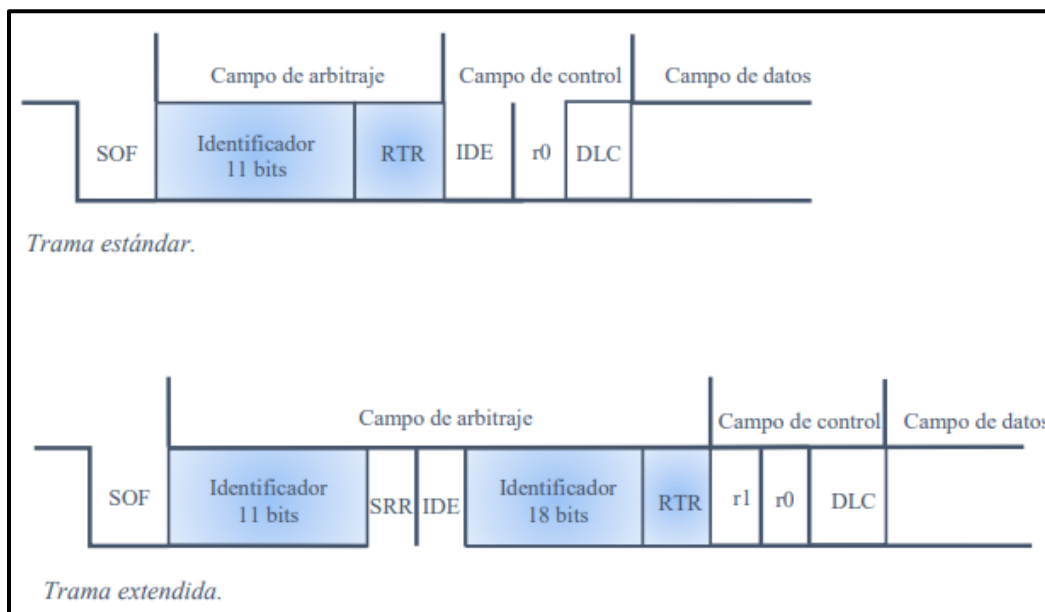 Campo de arbitraje Campo de control Campo de datos
SOF Identificador 11 bits RTR IDE r0 DLC
Trama estándar.
Campo de arbitraje Campo de control Campo de datos
SOF Identificador 11 bits SRR IDE Identificador 18 bits RTR r1 r0 DLC
Trama extendida.